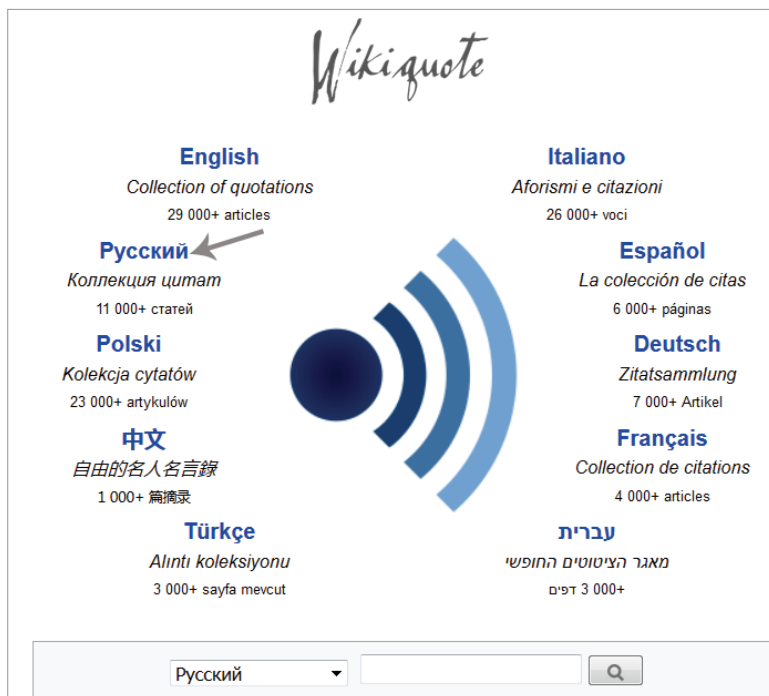 Wikiquote
English
Collection of quotations
29 000+ articles
Italiano
Aforismi e citazioni
26 000+ voci
Русский
Коллекция цитат
11 000+ статей
Español
La colección de citas
6 000+ páginas
Polski
Kolekcja cytatów
23 000+ artykulów
Deutsch
Zitatsammlung
7 000+ Artikel
中文
自由的名人名言錄
1 000+ 篇摘录
Français
Collection de citations
4 000+ articles
Türkçe
Alıntı koleksiyonu
3 000+ sayfa mevcut
עברית
מאגר הציטוטים החופשי
3 000+ דפים
Русский